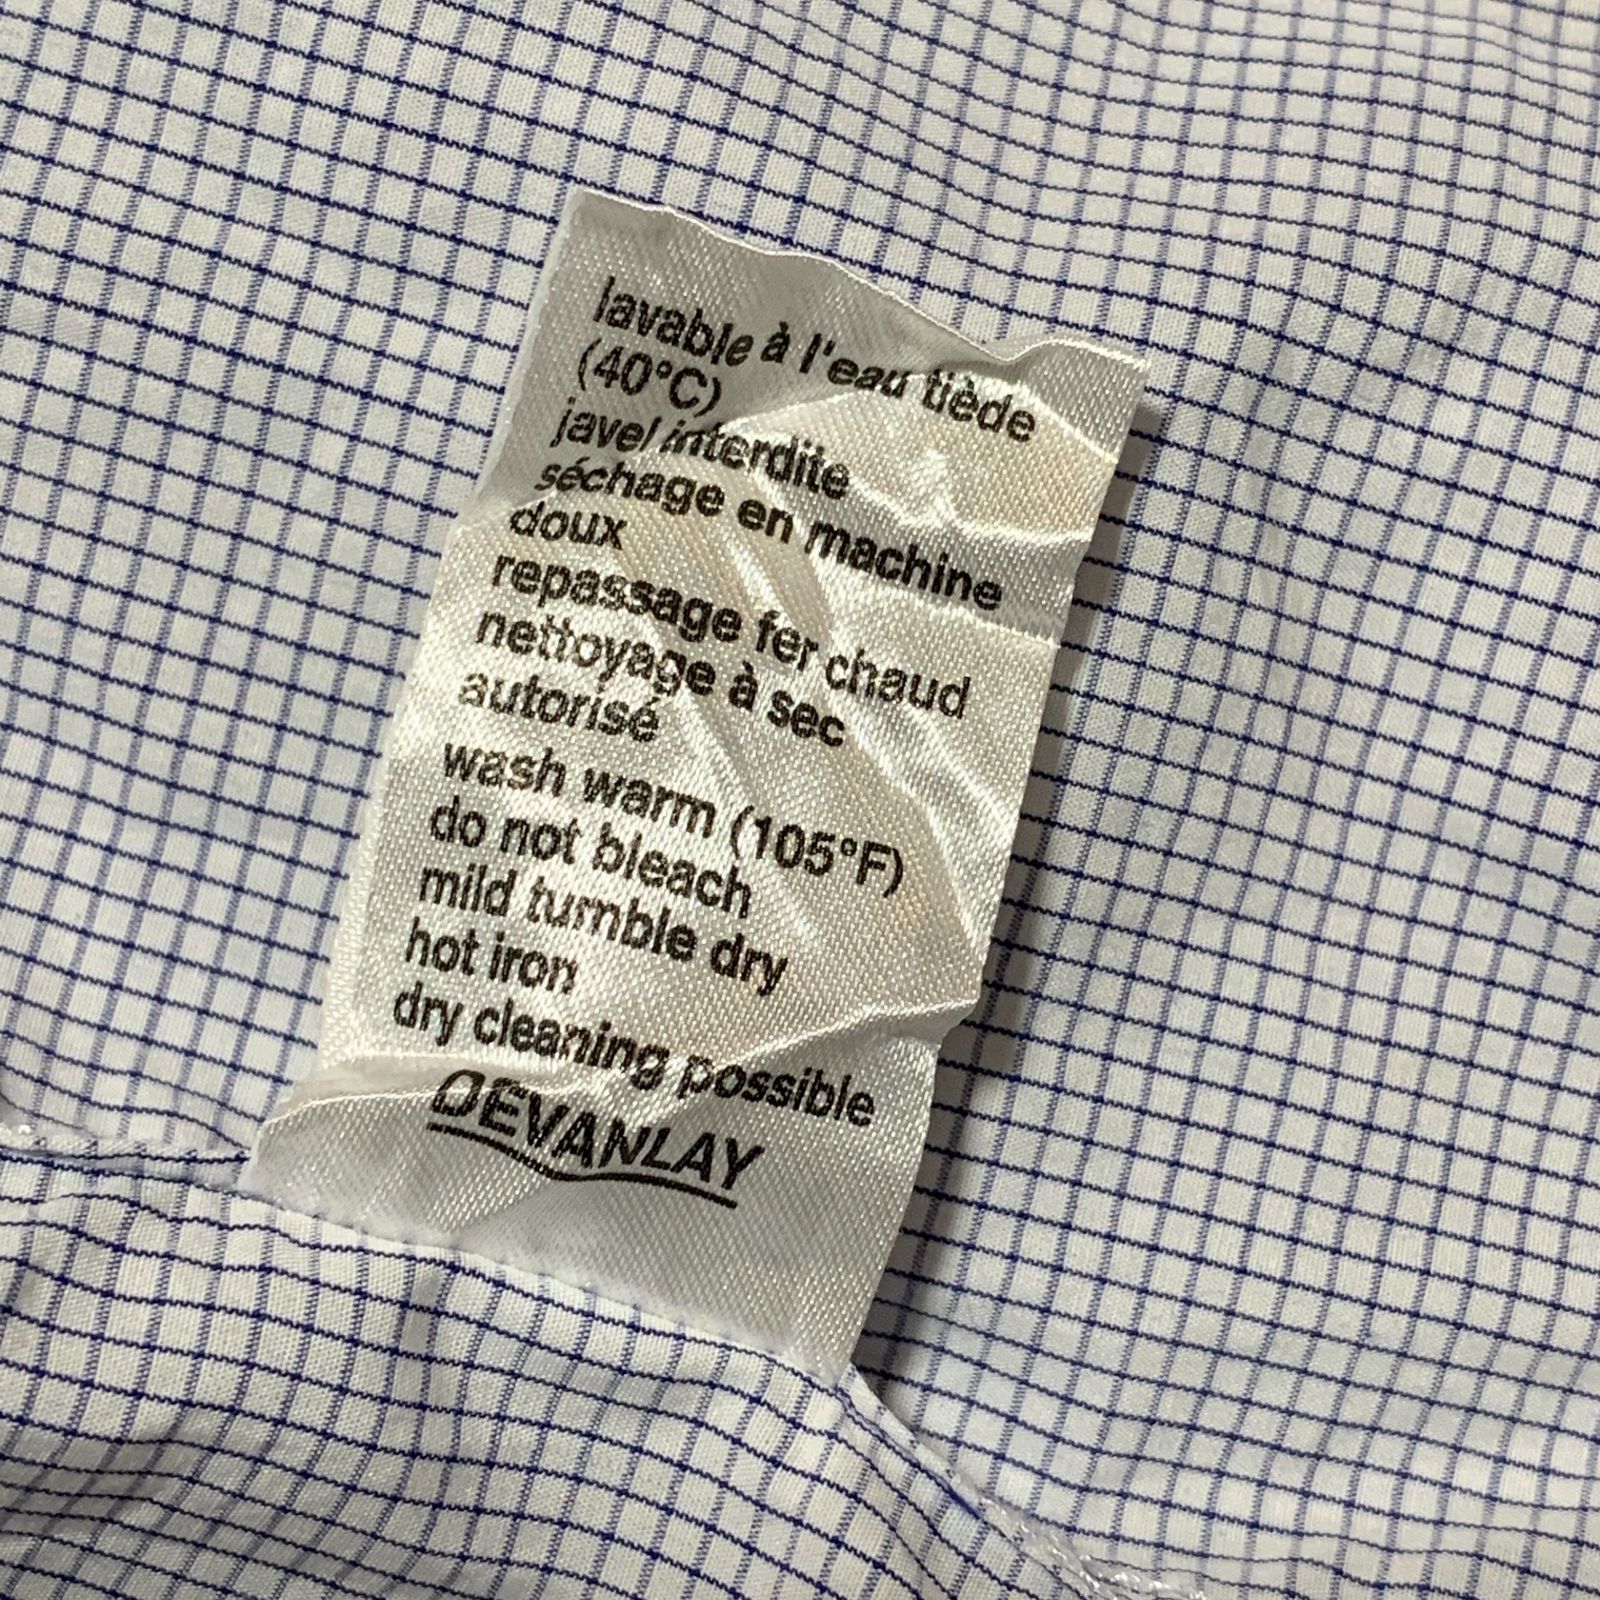 lavable à l'eau tiède
(40°C)
javel interdite
séchage en machine
doux
repassage fer chaud
nettoyage à sec
autorisé
wash warm (105°F)
do not bleach
mild tumble dry
hot iron
dry cleaning possible
DEVANLAY